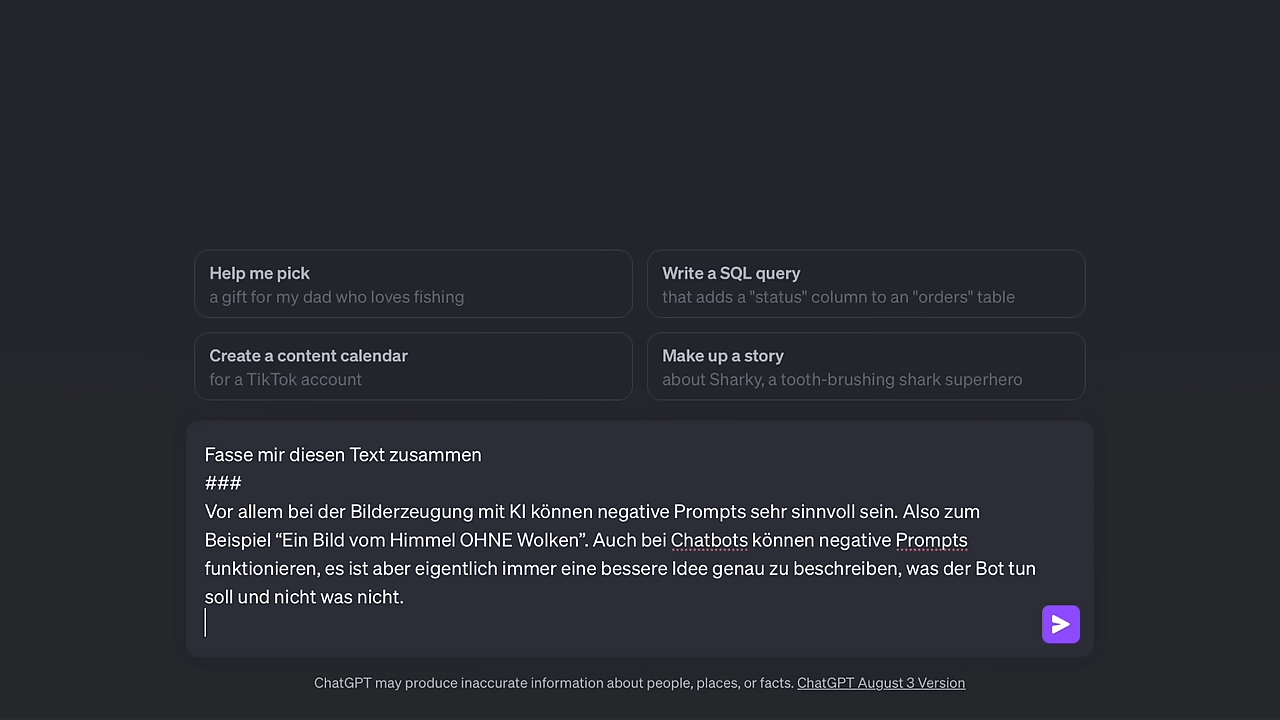 Help me pick
a gift for my dad who loves fishing
Write a SQL query
that adds a "status" column to an "orders" table
Create a content calendar
for a TikTok account
Make up a story
about Sharky, a tooth-brushing shark superhero
Fasse mir diesen Text zusammen
###
Vor allem bei der Bilderzeugung mit KI können negative Prompts sehr sinnvoll sein. Also zum
Beispiel “Ein Bild vom Himmel OHNE Wolken”. Auch bei Chatbots können negative Prompts
funktionieren, es ist aber eigentlich immer eine bessere Idee genau zu beschreiben, was der Bot tun
soll und nicht was nicht.
ChatGPT may produce inaccurate information about people, places, or facts. ChatGPT August 3 Version